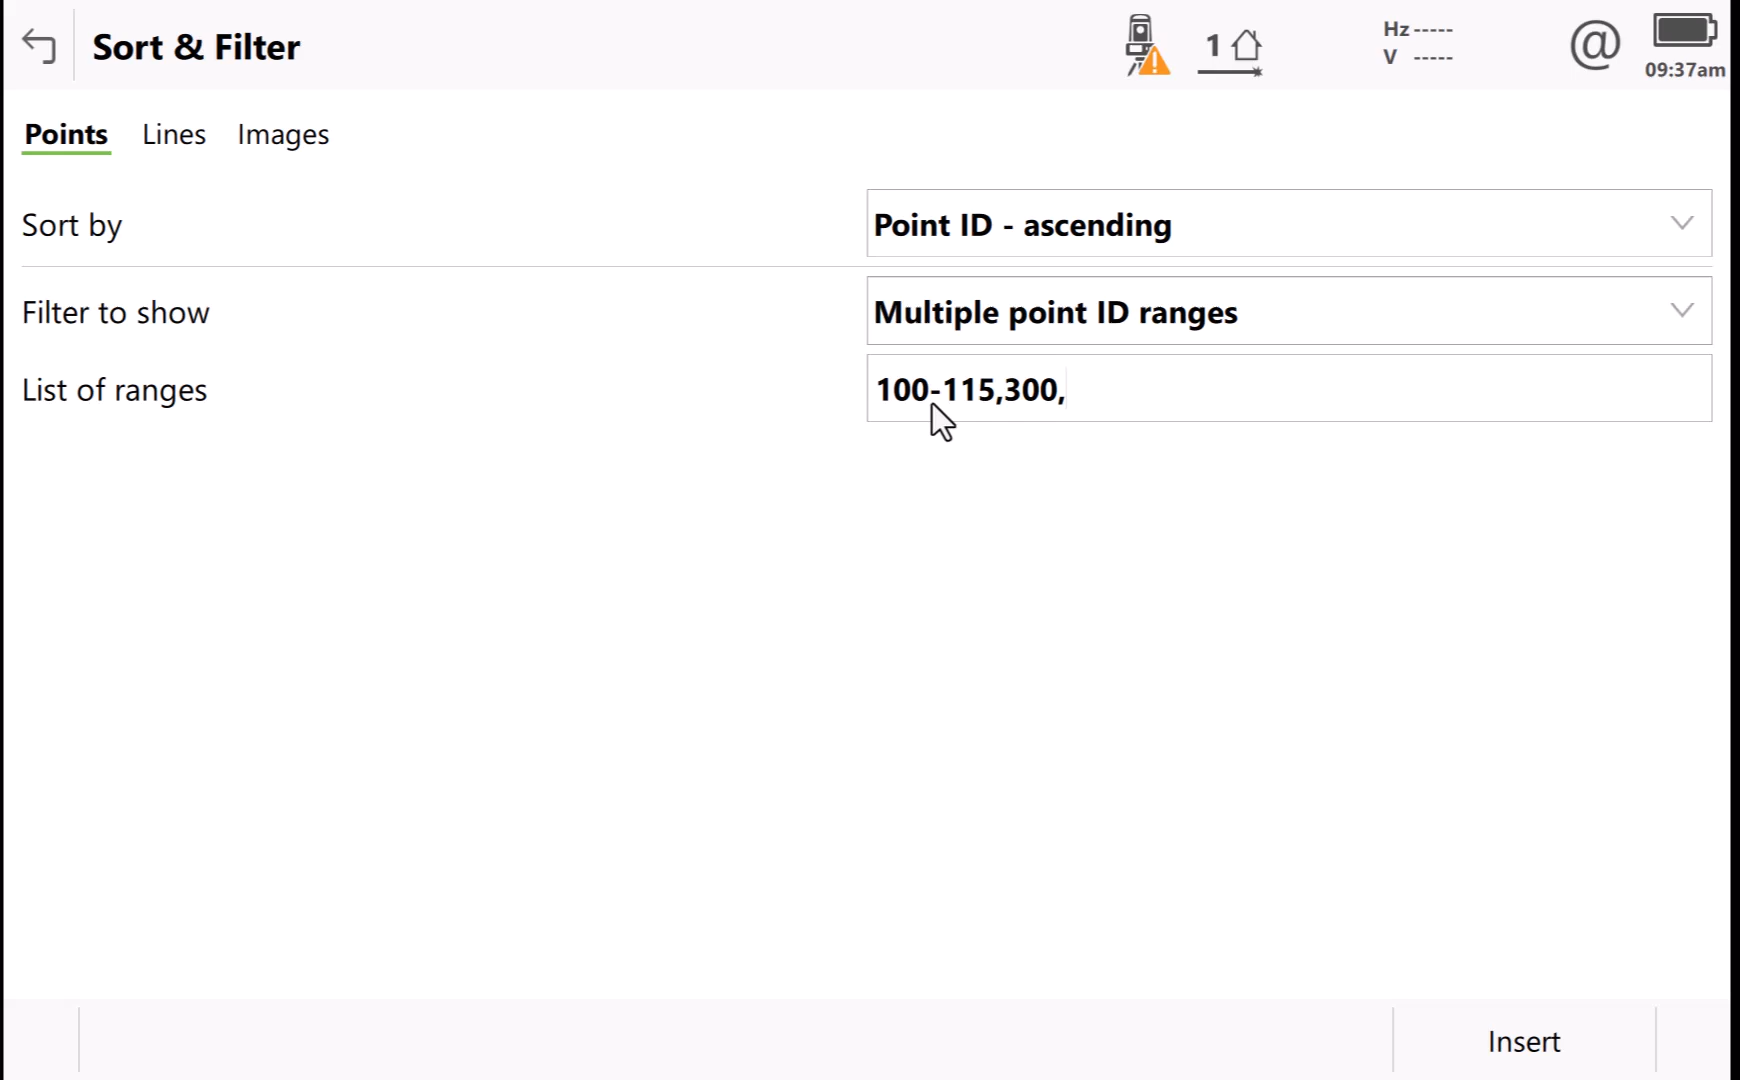 Sort & Filter
1
Hz -----
V -----
@
09:37am
Points Lines Images
Sort by
Point ID - ascending
Filter to show
Multiple point ID ranges
List of ranges
100-115,300,
Insert